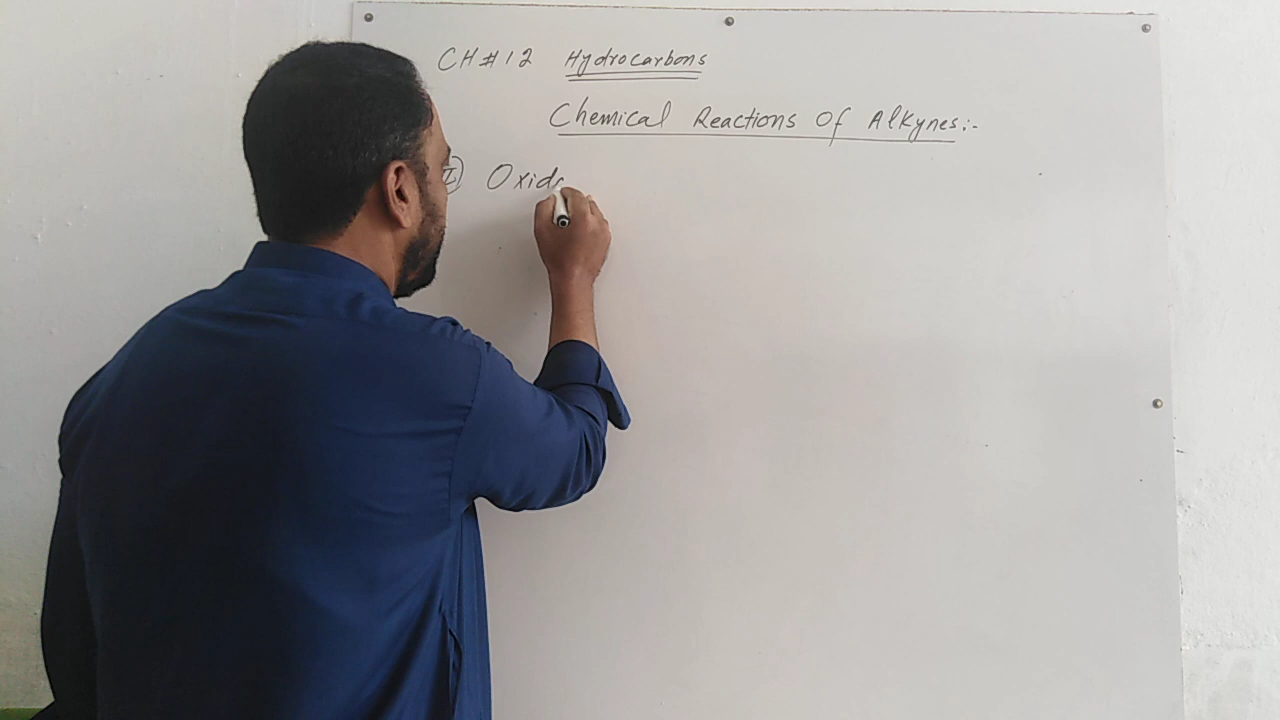 CH#12 Hydrocarbons
Chemical Reactions Of Alkynes:-
Oxid